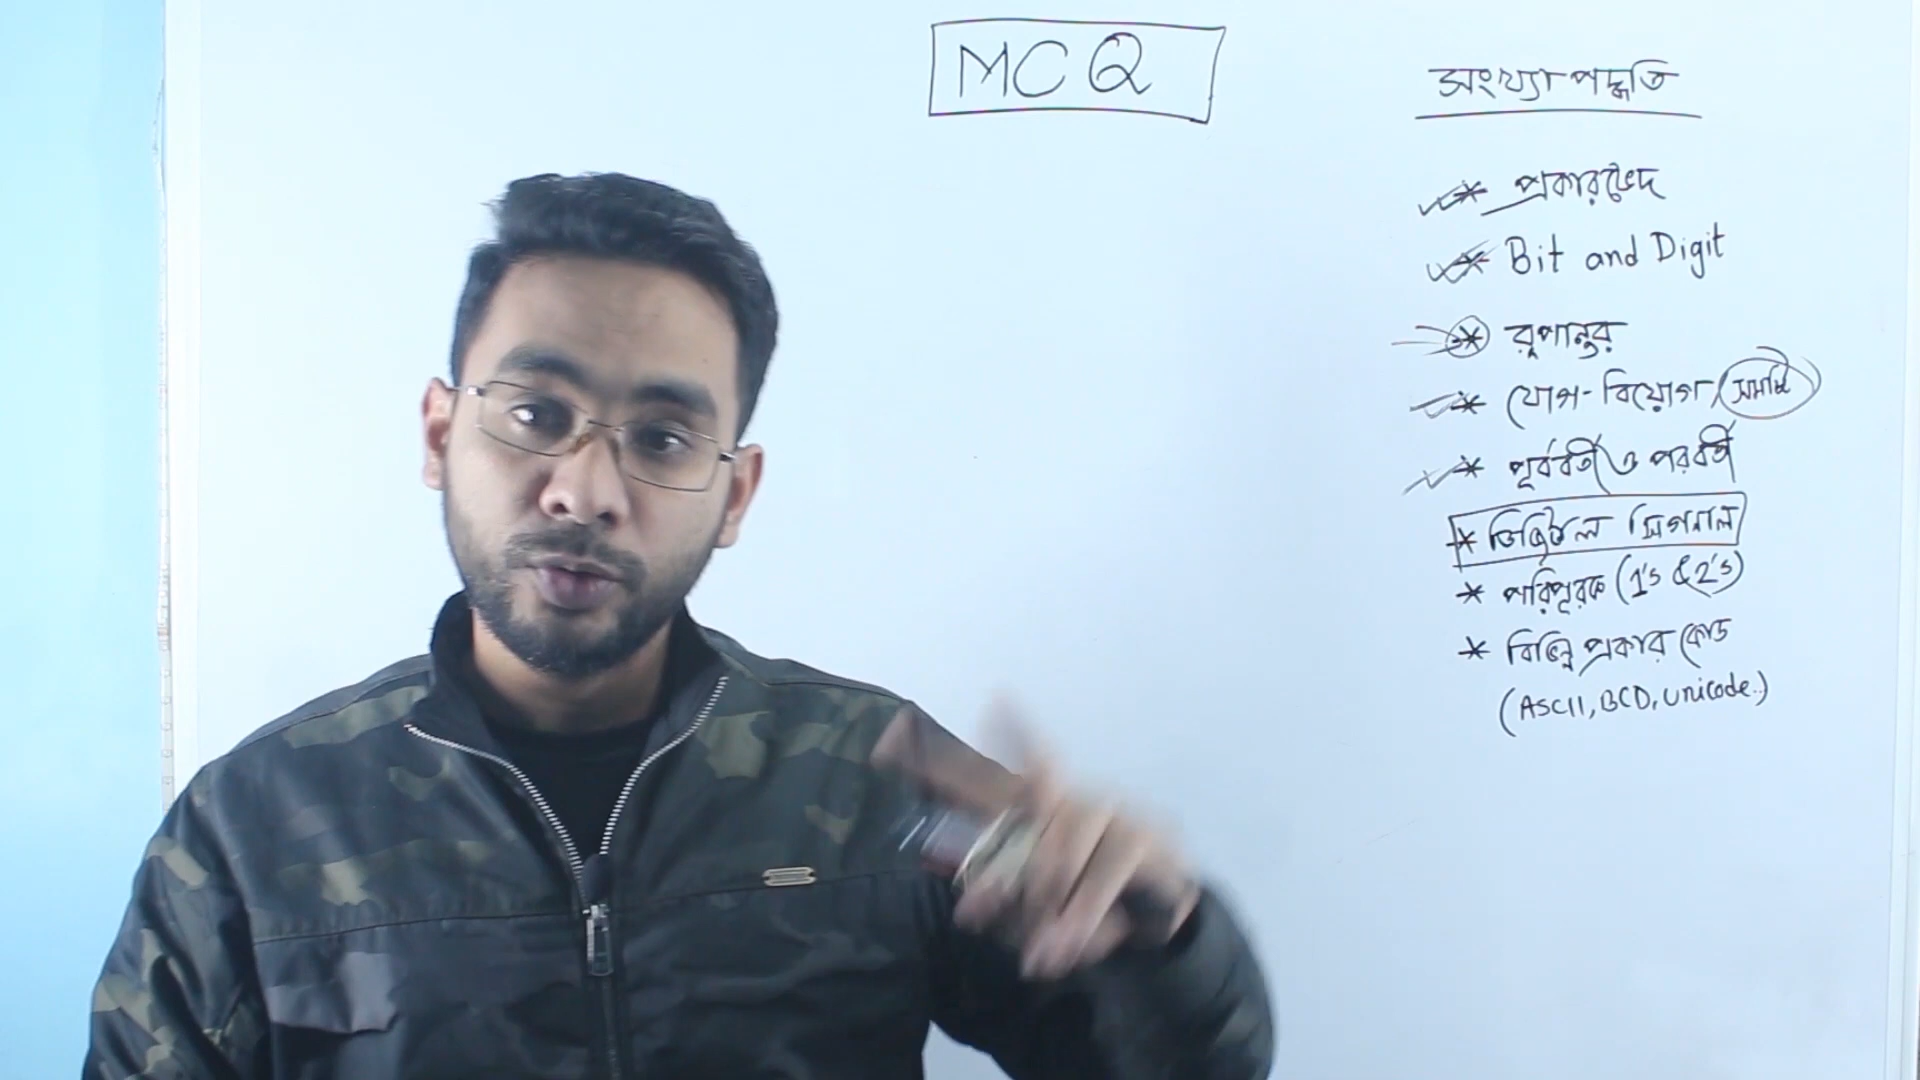 MCQ
সংখ্যা পদ্ধতি
* প্রকারভেদ
* Bit and Digit
* রূপান্তর
* যোগ-বিয়োগ, সমষ্টি
* পূর্ববর্তী ও পরবর্তী
* ডিজিটাল সিগনাল
* পরিপূরক (1's & 2's)
* বিভিন্ন প্রকার কোড
(ASCII, BCD, Unicode..)